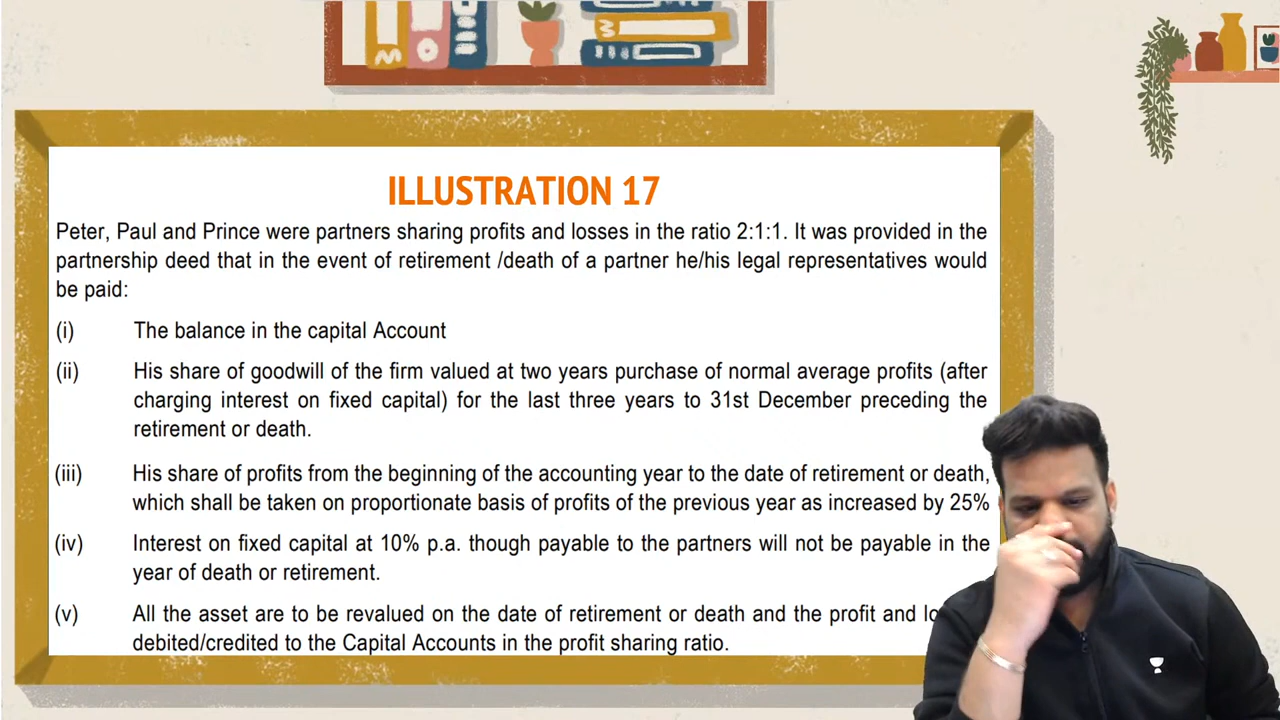 ILLUSTRATION 17
Peter, Paul and Prince were partners sharing profits and losses in the ratio 2:1:1. It was provided in the
partnership deed that in the event of retirement /death of a partner he/his legal representatives would
be paid:
(i) The balance in the capital Account
(ii) His share of goodwill of the firm valued at two years purchase of normal average profits (after
charging interest on fixed capital) for the last three years to 31st December preceding the
retirement or death.
(iii) His share of profits from the beginning of the accounting year to the date of retirement or death,
which shall be taken on proportionate basis of profits of the previous year as increased by 25%
(iv) Interest on fixed capital at 10% p.a. though payable to the partners will not be payable in the
year of death or retirement.
(v) All the asset are to be revalued on the date of retirement or death and the profit and
debited/credited to the Capital Accounts in the profit sharing ratio.